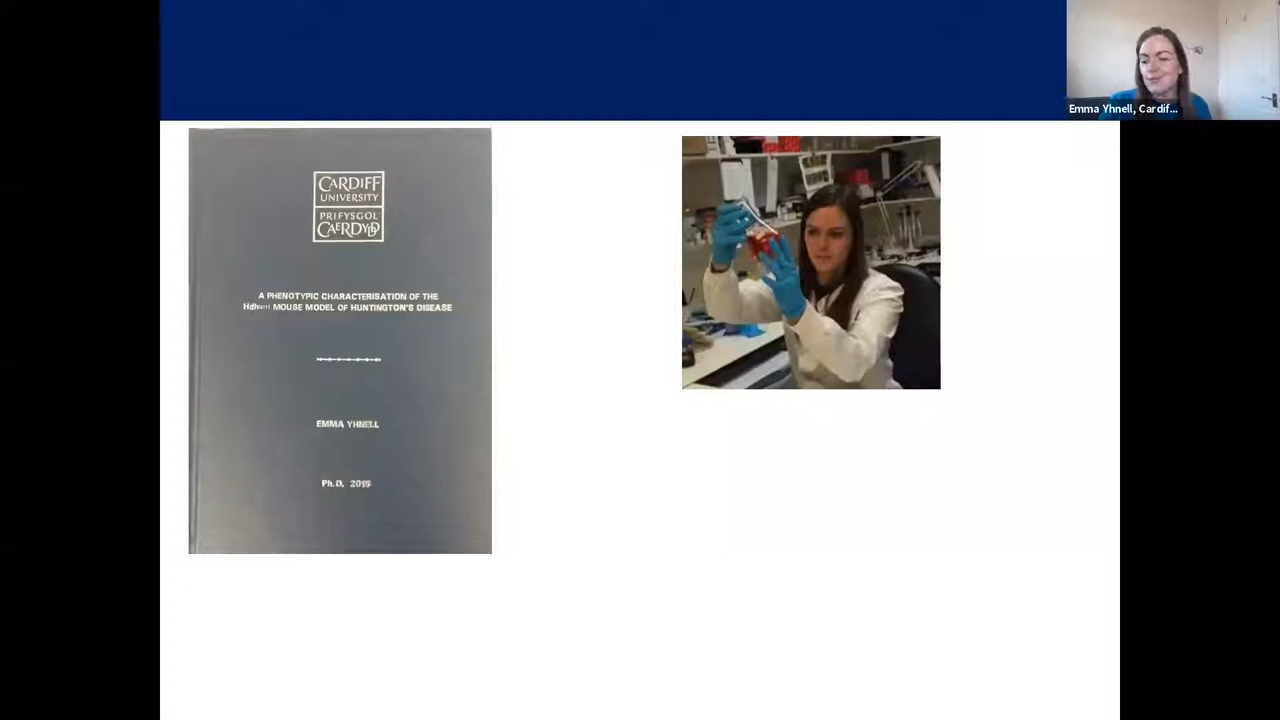 Emma Yhnell, Cardif...
CARDIFF
UNIVERSITY
PRIFYSGOL
CAERDYDD
A PHENOTYPIC CHARACTERISATION OF THE
MOUSE MODEL OF HUNTINGTON'S DISEASE
EMMA YHNELL
Ph.D. 2015